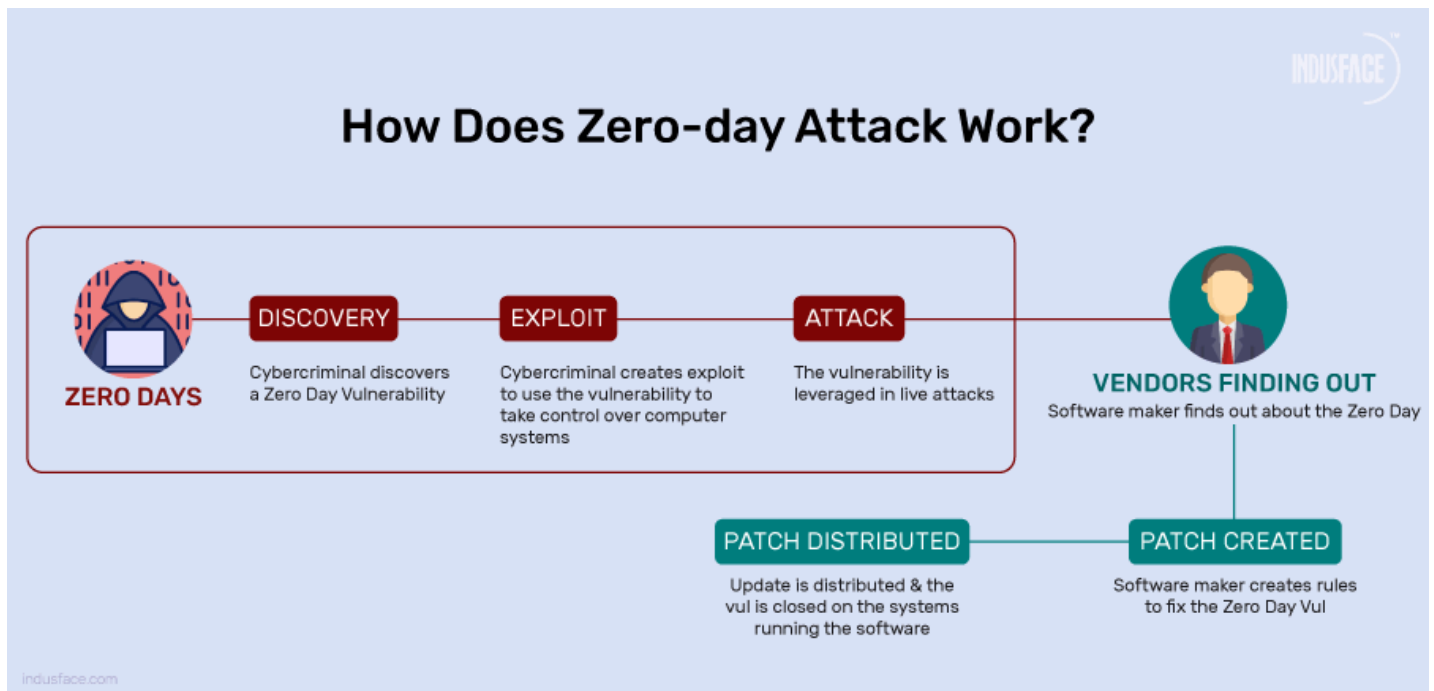 INDUSFACE™
How Does Zero-day Attack Work?
ZERO DAYS
DISCOVERY
Cybercriminal discovers
a Zero Day Vulnerability
EXPLOIT
Cybercriminal creates exploit
to use the vulnerability to
take control over computer
systems
ATTACK
The vulnerability is
leveraged in live attacks
VENDORS FINDING OUT
Software maker finds out about the Zero Day
PATCH CREATED
Software maker creates rules
to fix the Zero Day Vul
PATCH DISTRIBUTED
Update is distributed & the
vul is closed on the systems
running the software
indusface.com